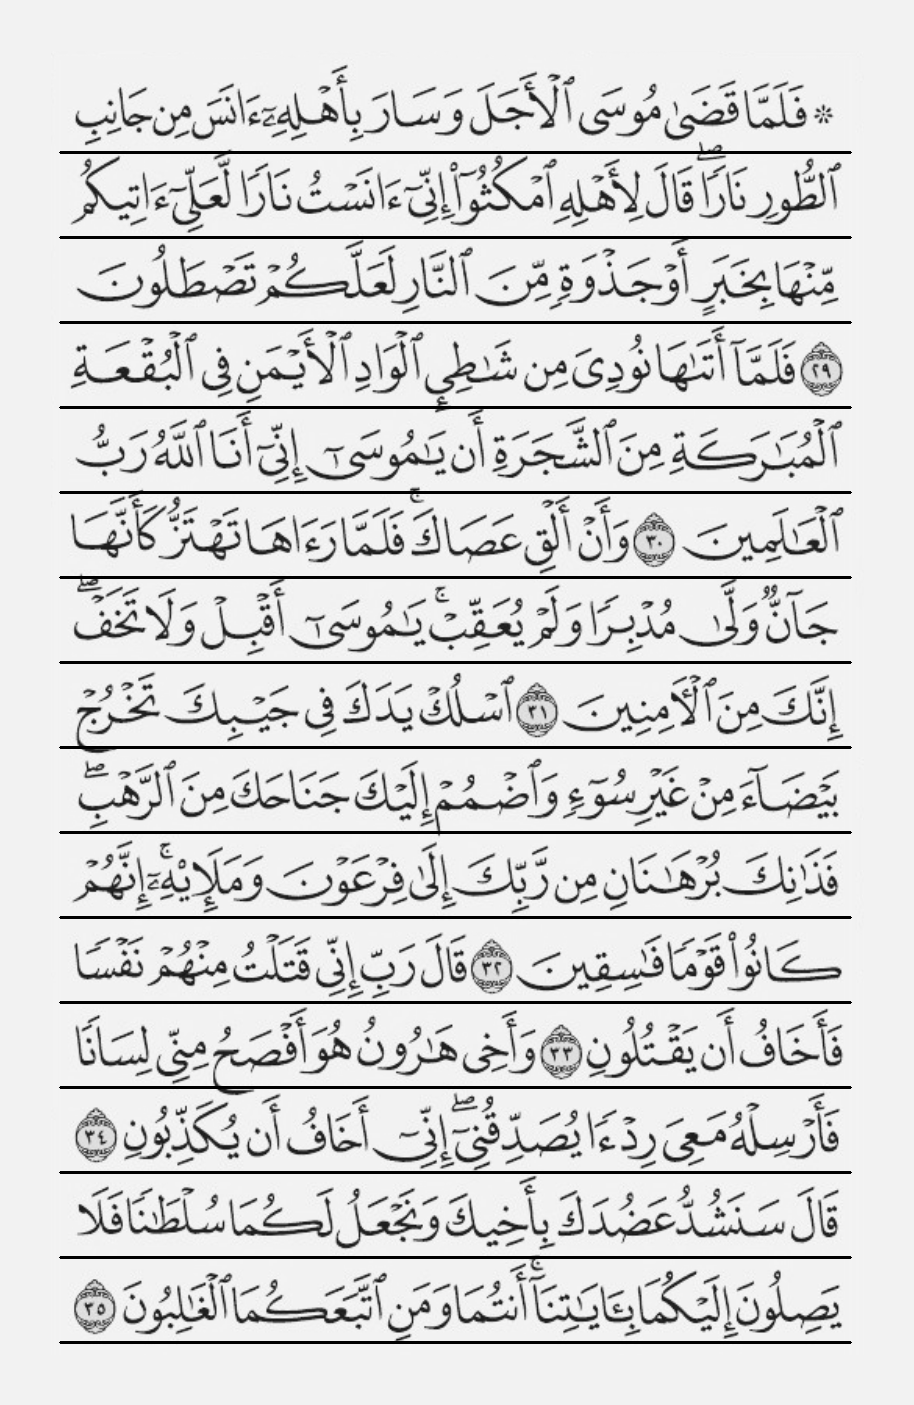 ۞ فَلَمَّا قَضَىٰ مُوسَى ٱلْأَجَلَ وَسَارَ بِأَهْلِهِۦٓ ءَانَسَ مِن جَانِبِ
ٱلطُّورِ نَارًاۖ قَالَ لِأَهْلِهِ ٱمْكُثُوٓا۟ إِنِّىٓ ءَانَسْتُ نَارًا لَّعَلِّىٓ ءَاتِيكُم
مِّنْهَا بِخَبَرٍ أَوْ جَذْوَةٍ مِّنَ ٱلنَّارِ لَعَلَّكُمْ تَصْطَلُونَ
٢٩ فَلَمَّآ أَتَىٰهَا نُودِىَ مِن شَـٰطِئِ ٱلْوَادِ ٱلْأَيْمَنِ فِى ٱلْبُقْعَةِ
ٱلْمُبَـٰرَكَةِ مِنَ ٱلشَّجَرَةِ أَن يَـٰمُوسَىٰٓ إِنِّىٓ أَنَا ٱللَّهُ رَبُّ
ٱلْعَـٰلَمِينَ ٣٠ وَأَنْ أَلْقِ عَصَاكَۚ فَلَمَّا رَءَاهَا تَهْتَزُّ كَأَنَّهَا
جَآنٌّ وَلَّىٰ مُدْبِرًا وَلَمْ يُعَقِّبْۚ يَـٰمُوسَىٰٓ أَقْبِلْ وَلَا تَخَفْۖ
إِنَّكَ مِنَ ٱلْـَٔامِنِينَ ٣١ ٱسْلُكْ يَدَكَ فِى جَيْبِكَ تَخْرُجْ
بَيْضَآءَ مِنْ غَيْرِ سُوٓءٍ وَٱضْمُمْ إِلَيْكَ جَنَاحَكَ مِنَ ٱلرَّهْبِۖ
فَذَٰنِكَ بُرْهَـٰنَانِ مِن رَّبِّكَ إِلَىٰ فِرْعَوْنَ وَمَلَإِي۟هِۦٓۚ إِنَّهُمْ
كَانُوا۟ قَوْمًا فَـٰسِقِينَ ٣٢ قَالَ رَبِّ إِنِّى قَتَلْتُ مِنْهُمْ نَفْسًا
فَأَخَافُ أَن يَقْتُلُونِ ٣٣ وَأَخِى هَـٰرُونُ هُوَ أَفْصَحُ مِنِّى لِسَانًا
فَأَرْسِلْهُ مَعِىَ رِدْءًا يُصَدِّقُنِىٓۖ إِنِّىٓ أَخَافُ أَن يُكَذِّبُونِ ٣٤
قَالَ سَنَشُدُّ عَضُدَكَ بِأَخِيكَ وَنَجْعَلُ لَكُمَا سُلْطَـٰنًا فَلَا
يَصِلُونَ إِلَيْكُمَا بِـَٔايَـٰتِنَآۚ أَنتُمَا وَمَنِ ٱتَّبَعَكُمَا ٱلْغَـٰلِبُونَ ٣٥